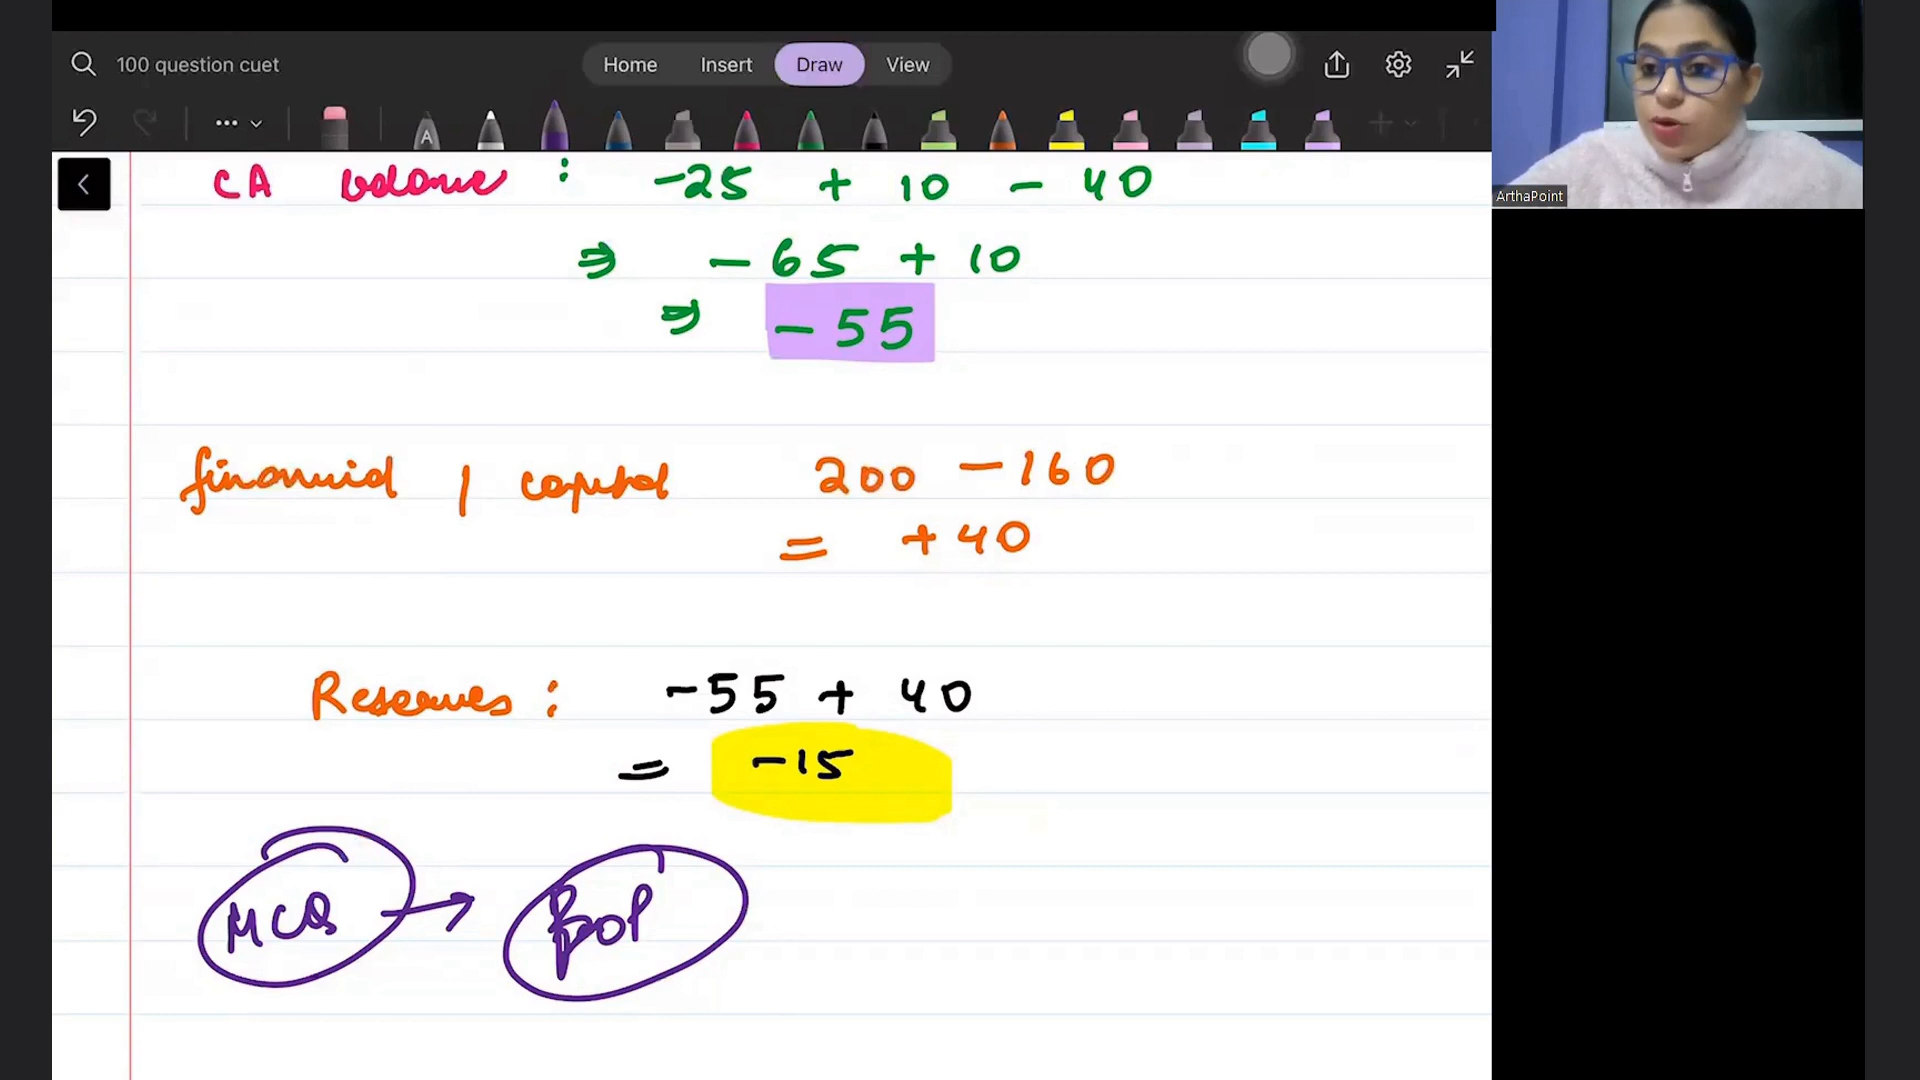 100 question cuet
Home Insert Draw View
A
ArthaPoint
CA balance : -25 + 10 - 40
⇒ - 65 + 10
⇒ - 55
financial / capital 200 - 160
= + 40
Reserves : -55 + 40
= -15
MCQ → BOP